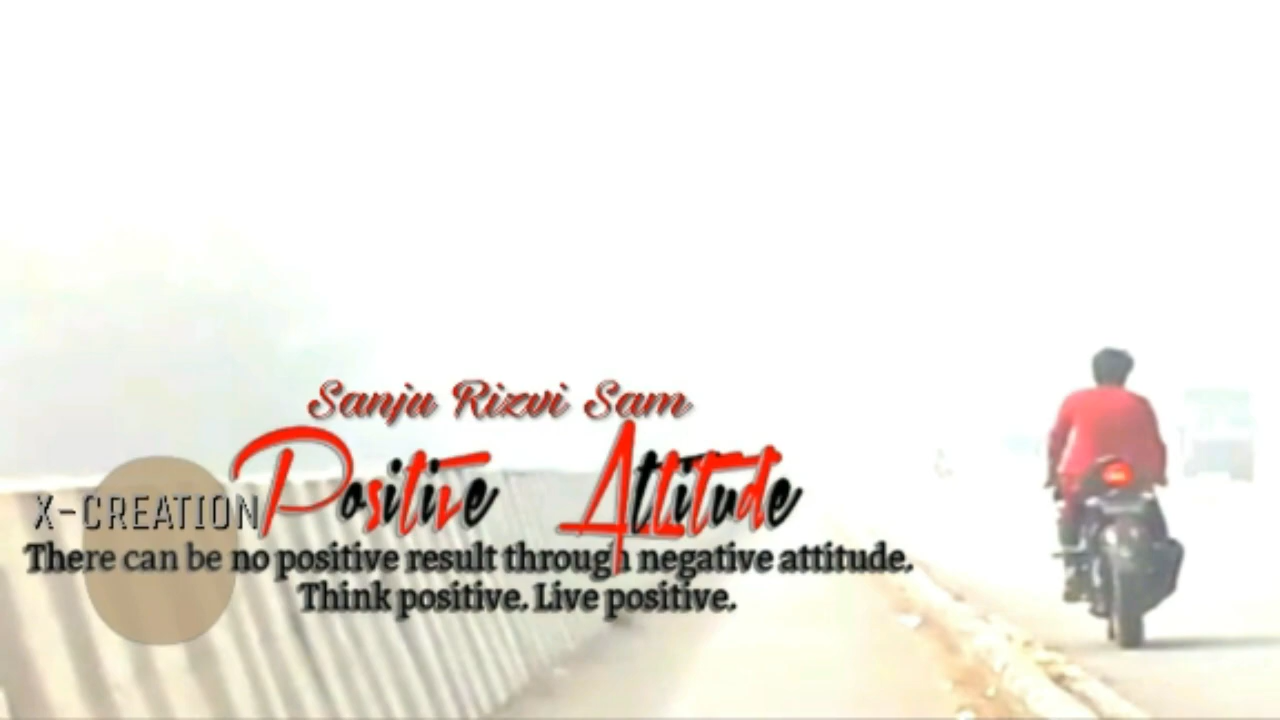 Sanju Rizvi Sam
Positive Attitude
X-CREATION
There can be no positive result through negative attitude.
Think positive. Live positive.